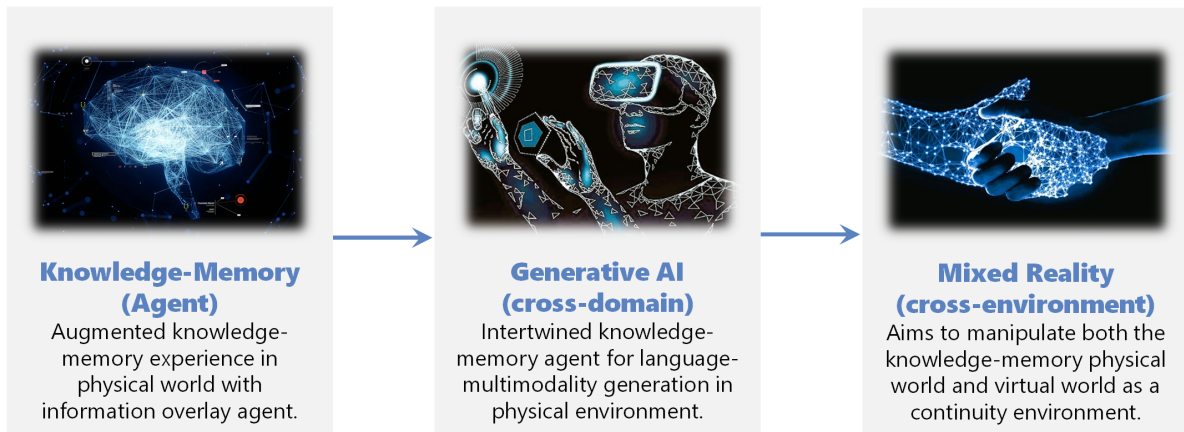 Knowledge-Memory
(Agent)
Augmented knowledge-
memory experience in
physical world with
information overlay agent.
Generative AI
(cross-domain)
Intertwined knowledge-
memory agent for language-
multimodality generation in
physical environment.
Mixed Reality
(cross-environment)
Aims to manipulate both the
knowledge-memory physical
world and virtual world as a
continuity environment.